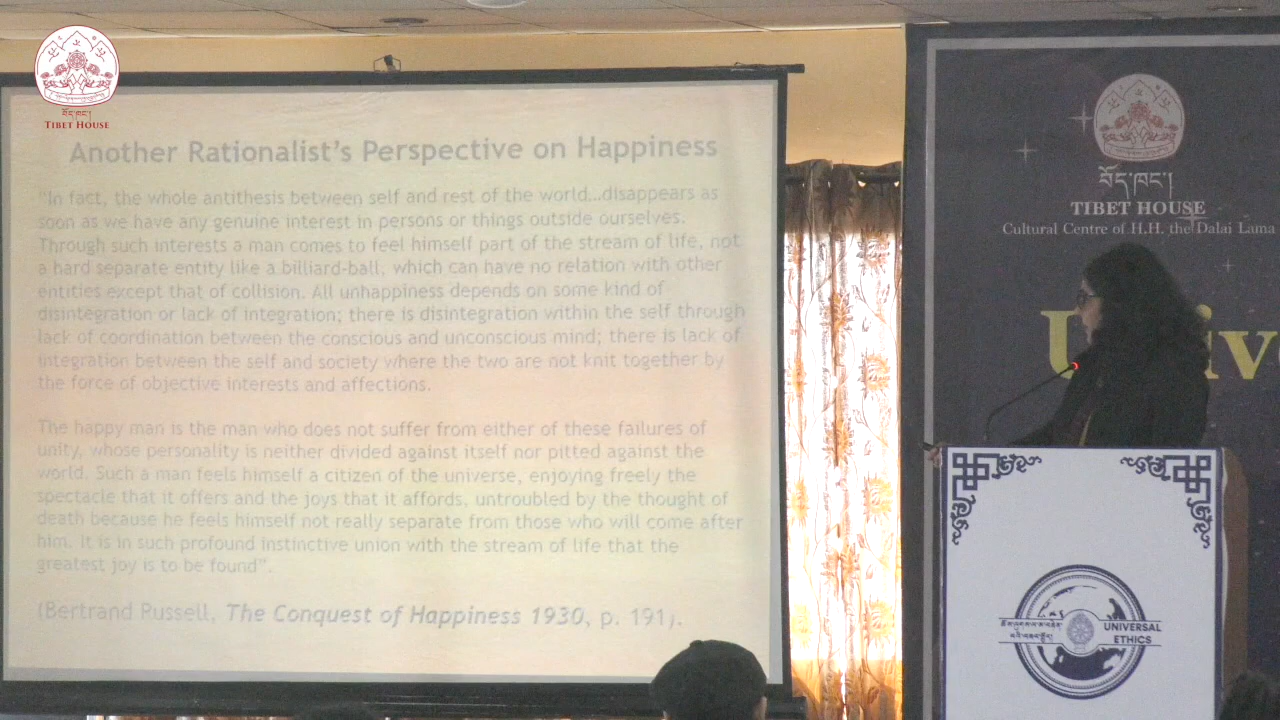 བོད་ཁང་།
TIBET HOUSE
Another Rationalist's Perspective on Happiness
"In fact, the whole antithesis between self and rest of the world...disappears as
soon as we have any genuine interest in persons or things outside ourselves.
Through such interests a man comes to feel himself part of the stream of life, not
a hard separate entity like a billiard-ball, which can have no relation with other
entities except that of collision. All unhappiness depends on some kind of
disintegration or lack of integration; there is disintegration within the self through
lack of coordination between the conscious and unconscious mind; there is lack of
integration between the self and society where the two are not knit together by
the force of objective interests and affections.
The happy man is the man who does not suffer from either of these failures of
unity, whose personality is neither divided against itself nor pitted against the
world. Such a man feels himself a citizen of the universe, enjoying freely the
spectacle that it offers and the joys that it affords, untroubled by the thought of
death because he feels himself not really separate from those who will come after
him. It is in such profound instinctive union with the stream of life that the
greatest joy is to be found".
(Bertrand Russell, The Conquest of Happiness 1930, p. 191).
བོད་ཁང་།
TIBET HOUSE
Cultural Centre of H.H. the Dalai Lama
UNIVERSAL
ETHICS